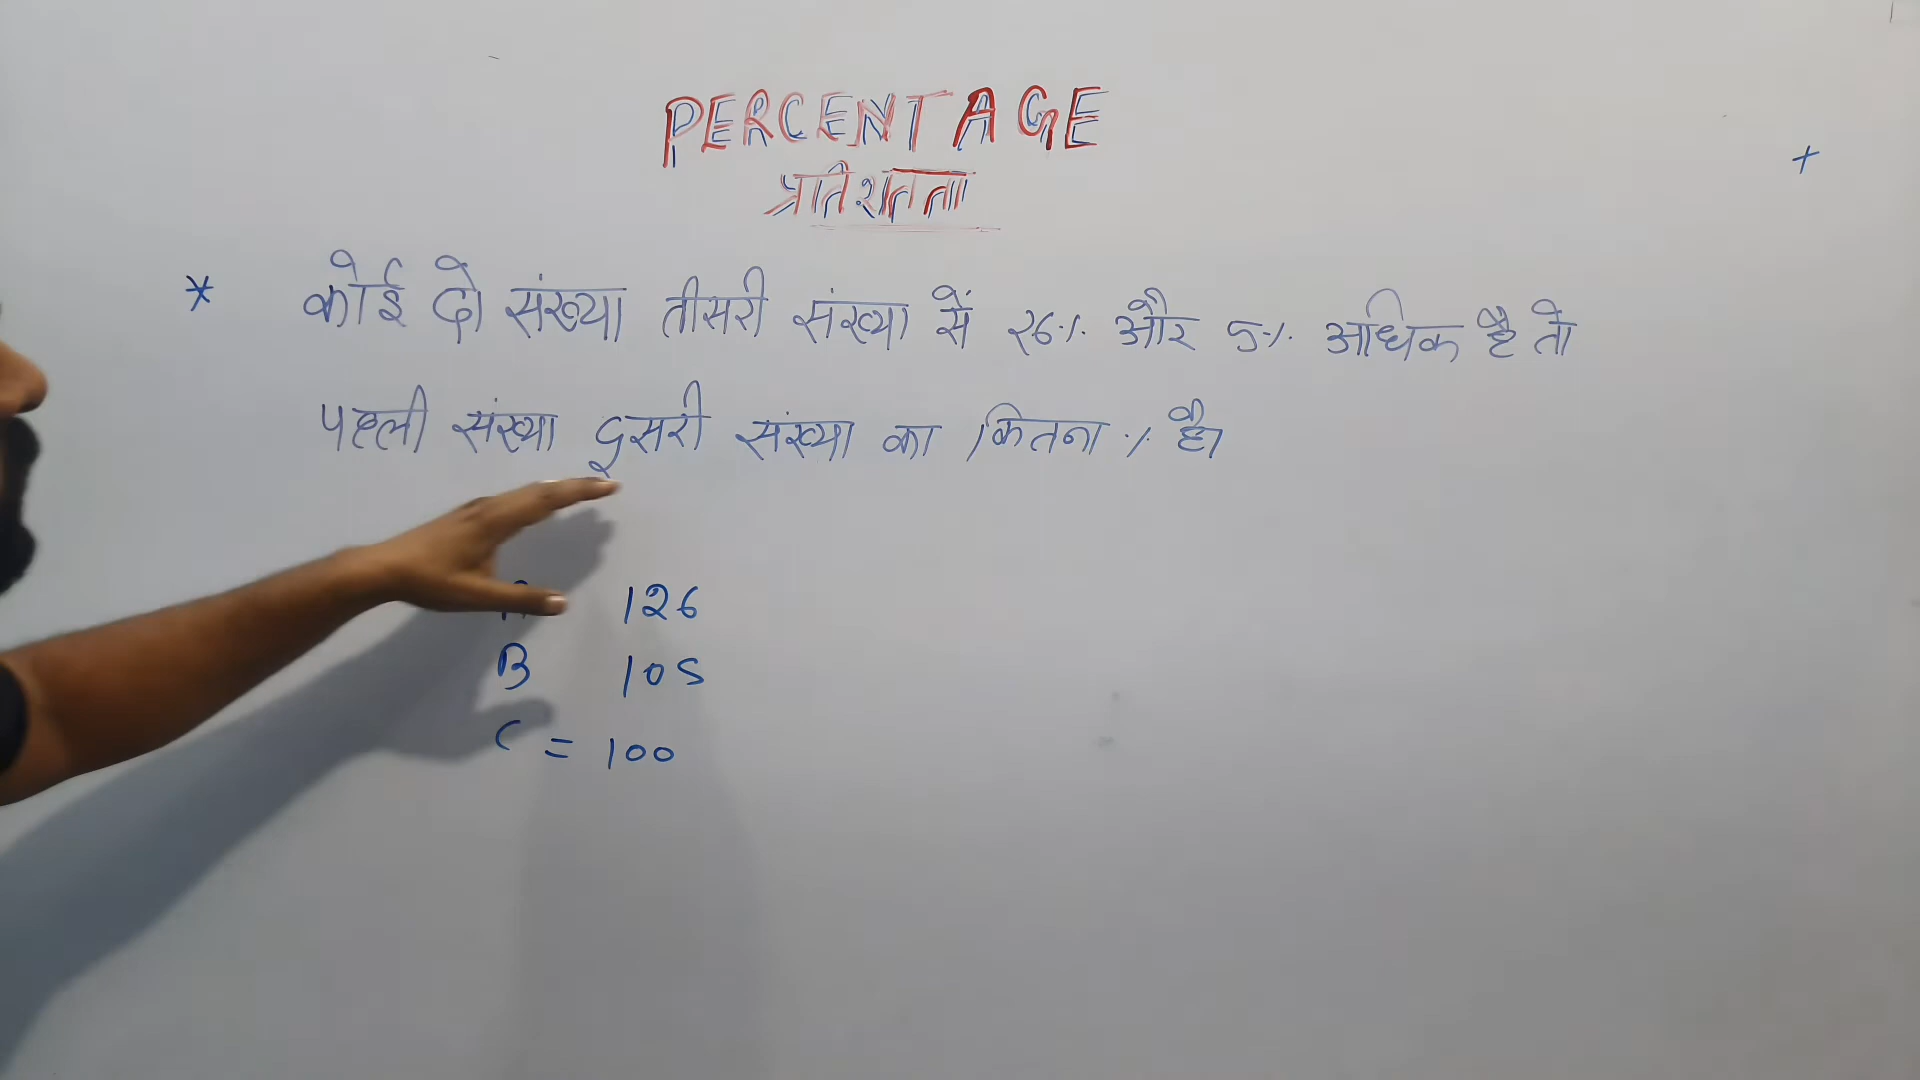 PERCENTAGE
प्रतिशतता
* कोई दो संख्या तीसरी संख्या सें 26% और 5% अधिक है तो
पहली संख्या दूसरी संख्या का कितना % है।
126
B 105
C = 100